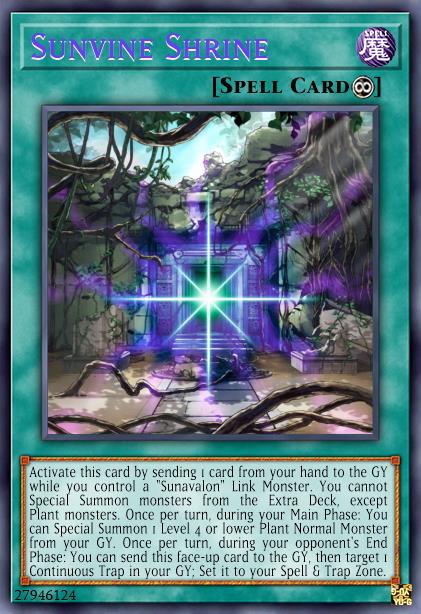 Sunvine Shrine
SPELL
魔
[Spell Card]
Activate this card by sending 1 card from your hand to the GY
while you control a "Sunavalon" Link Monster. You cannot
Special Summon monsters from the Extra Deck, except
Plant monsters. Once per turn, during your Main Phase: You
can Special Summon 1 Level 4 or lower Plant Normal Monster
from your GY. Once per turn, during your opponent's End
Phase: You can send this face-up card to the GY, then target 1
Continuous Trap in your GY; Set it to your Spell & Trap Zone.
27946124